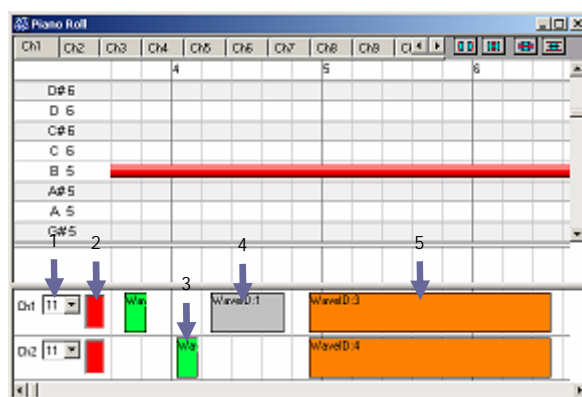 Piano Roll
Ch1 Ch2 Ch3 Ch4 Ch5 Ch6 Ch7 Ch8 Ch9
4 5 6
D# 6
D 6
C# 6
C 6
B 5
A# 5
A 5
G# 5
1 2 3 4 5
Ch1 11 Wav WaveID:1 WaveID:3
Ch2 11 Wa WaveID:4